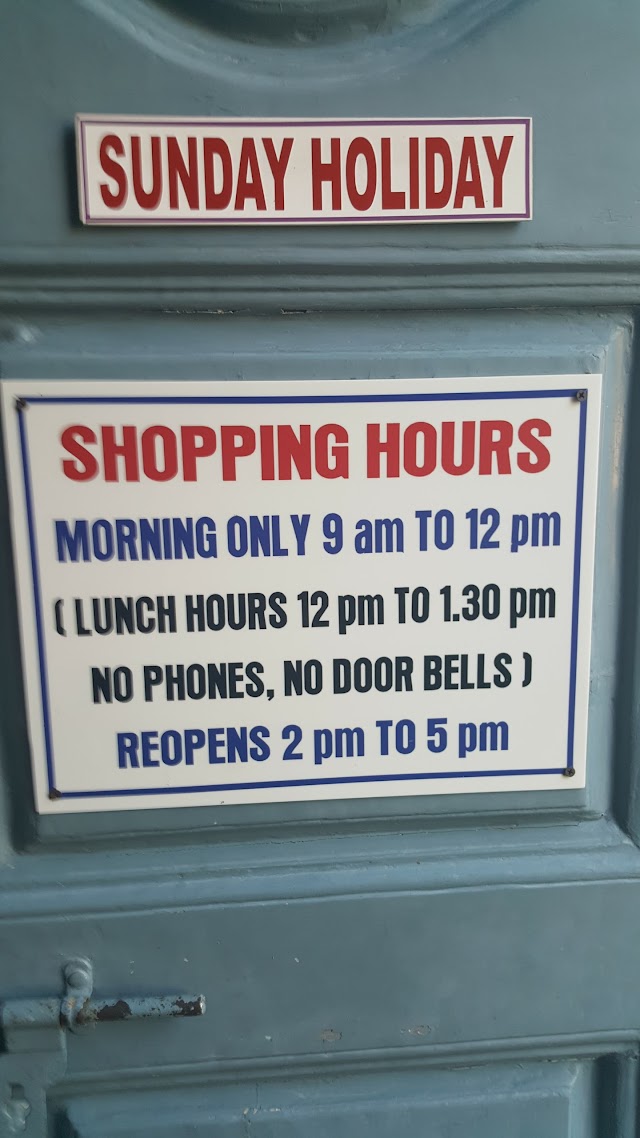 SUNDAY HOLIDAY
SHOPPING HOURS
MORNING ONLY 9 am TO 12 pm
( LUNCH HOURS 12 pm TO 1.30 pm
NO PHONES, NO DOOR BELLS )
REOPENS 2 pm TO 5 pm